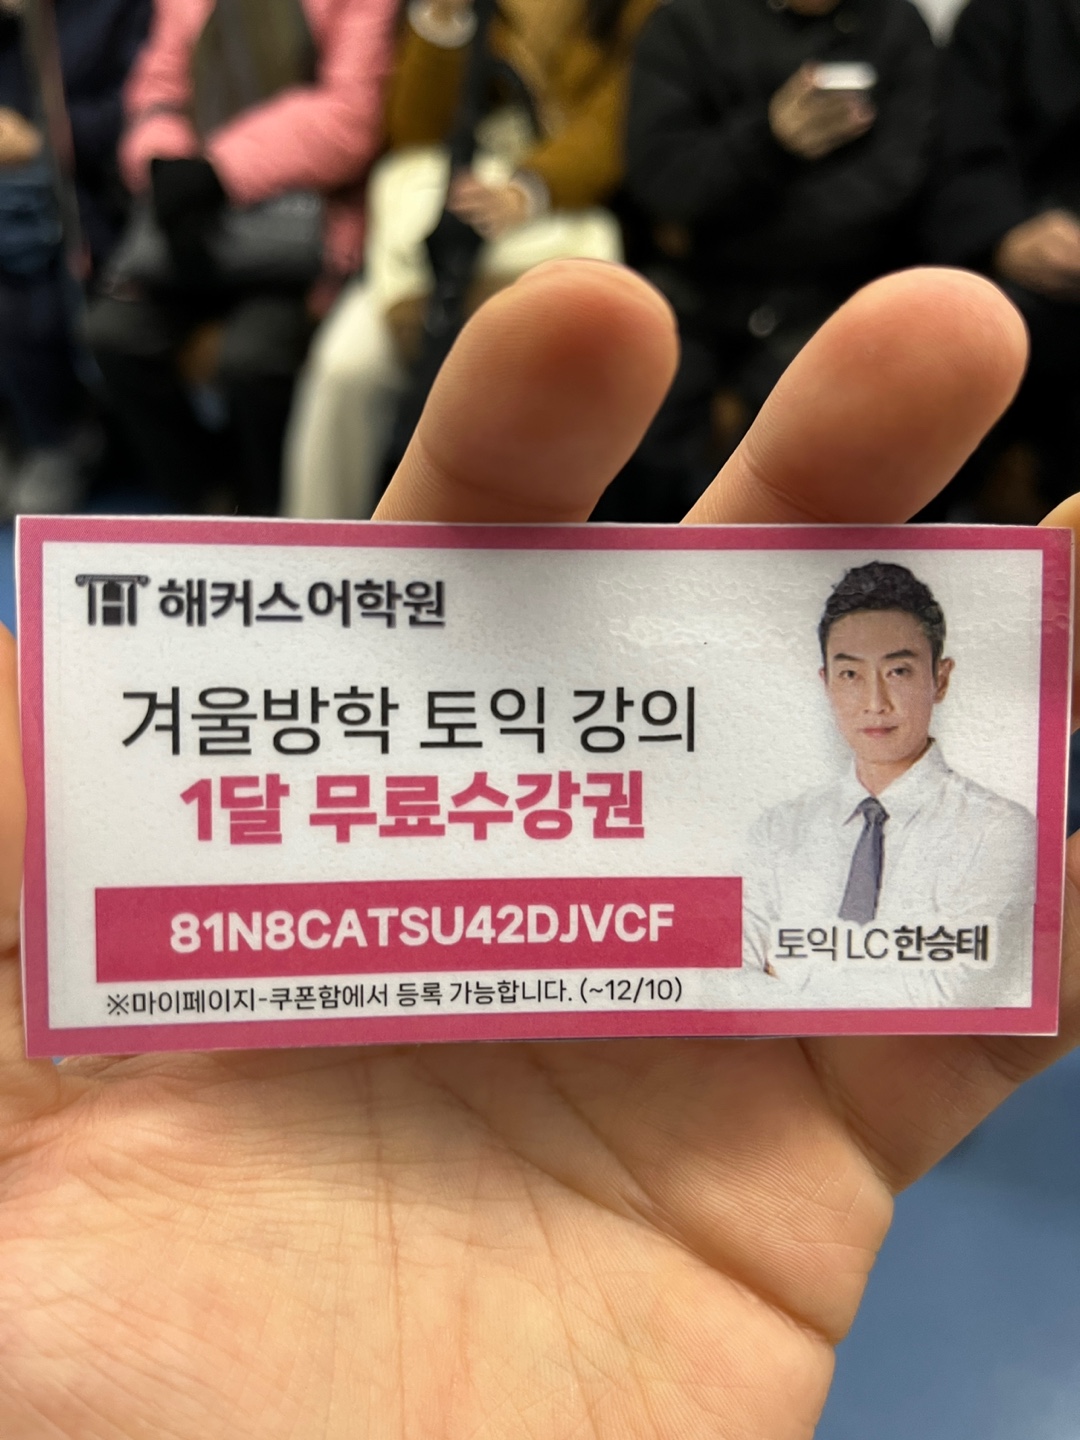 해커스어학원
겨울방학 토익 강의
1달 무료수강권
81N8CATSU42DJVCF
※마이페이지-쿠폰함에서 등록 가능합니다. (~12/10)
토익 LC 한승태